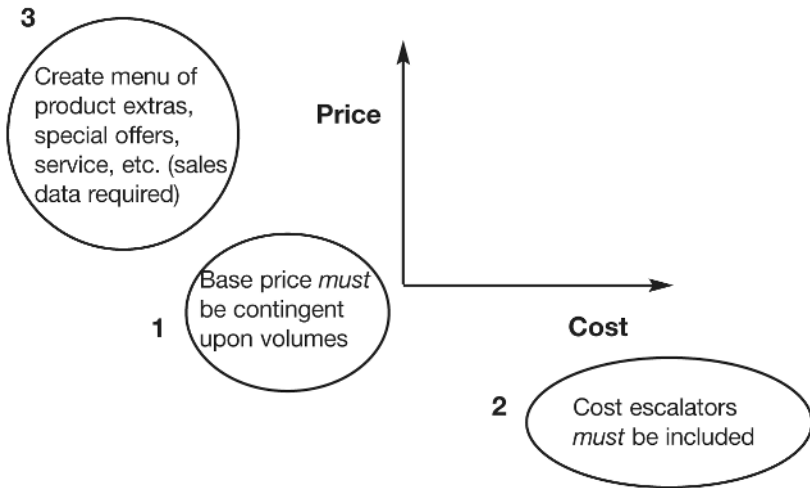 3
Create menu of
product extras,
special offers,
service, etc. (sales
data required)
Price
Base price must
be contingent
upon volumes
1
Cost
2
Cost escalators
must be included